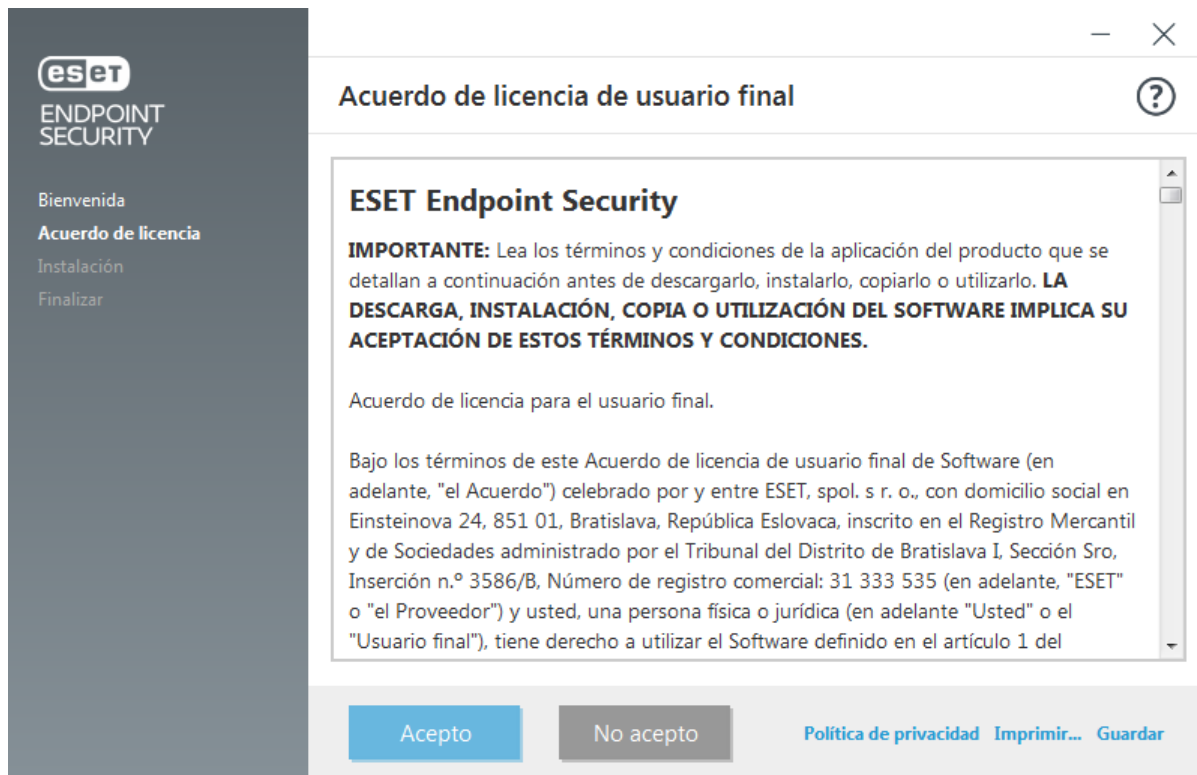 eset
ENDPOINT
SECURITY
Bienvenida
Acuerdo de licencia
Instalación
Finalizar
Acuerdo de licencia de usuario final
?
ESET Endpoint Security
IMPORTANTE: Lea los términos y condiciones de la aplicación del producto que se
detallan a continuación antes de descargarlo, instalarlo, copiarlo o utilizarlo. LA
DESCARGA, INSTALACIÓN, COPIA O UTILIZACIÓN DEL SOFTWARE IMPLICA SU
ACEPTACIÓN DE ESTOS TÉRMINOS Y CONDICIONES.
Acuerdo de licencia para el usuario final.
Bajo los términos de este Acuerdo de licencia de usuario final de Software (en
adelante, "el Acuerdo") celebrado por y entre ESET, spol. s r. o., con domicilio social en
Einsteinova 24, 851 01, Bratislava, República Eslovaca, inscrito en el Registro Mercantil
y de Sociedades administrado por el Tribunal del Distrito de Bratislava I, Sección Sro,
Inserción n.º 3586/B, Número de registro comercial: 31 333 535 (en adelante, "ESET"
o "el Proveedor") y usted, una persona física o jurídica (en adelante "Usted" o el
"Usuario final"), tiene derecho a utilizar el Software definido en el artículo 1 del
Acepto
No acepto
Política de privacidad Imprimir... Guardar